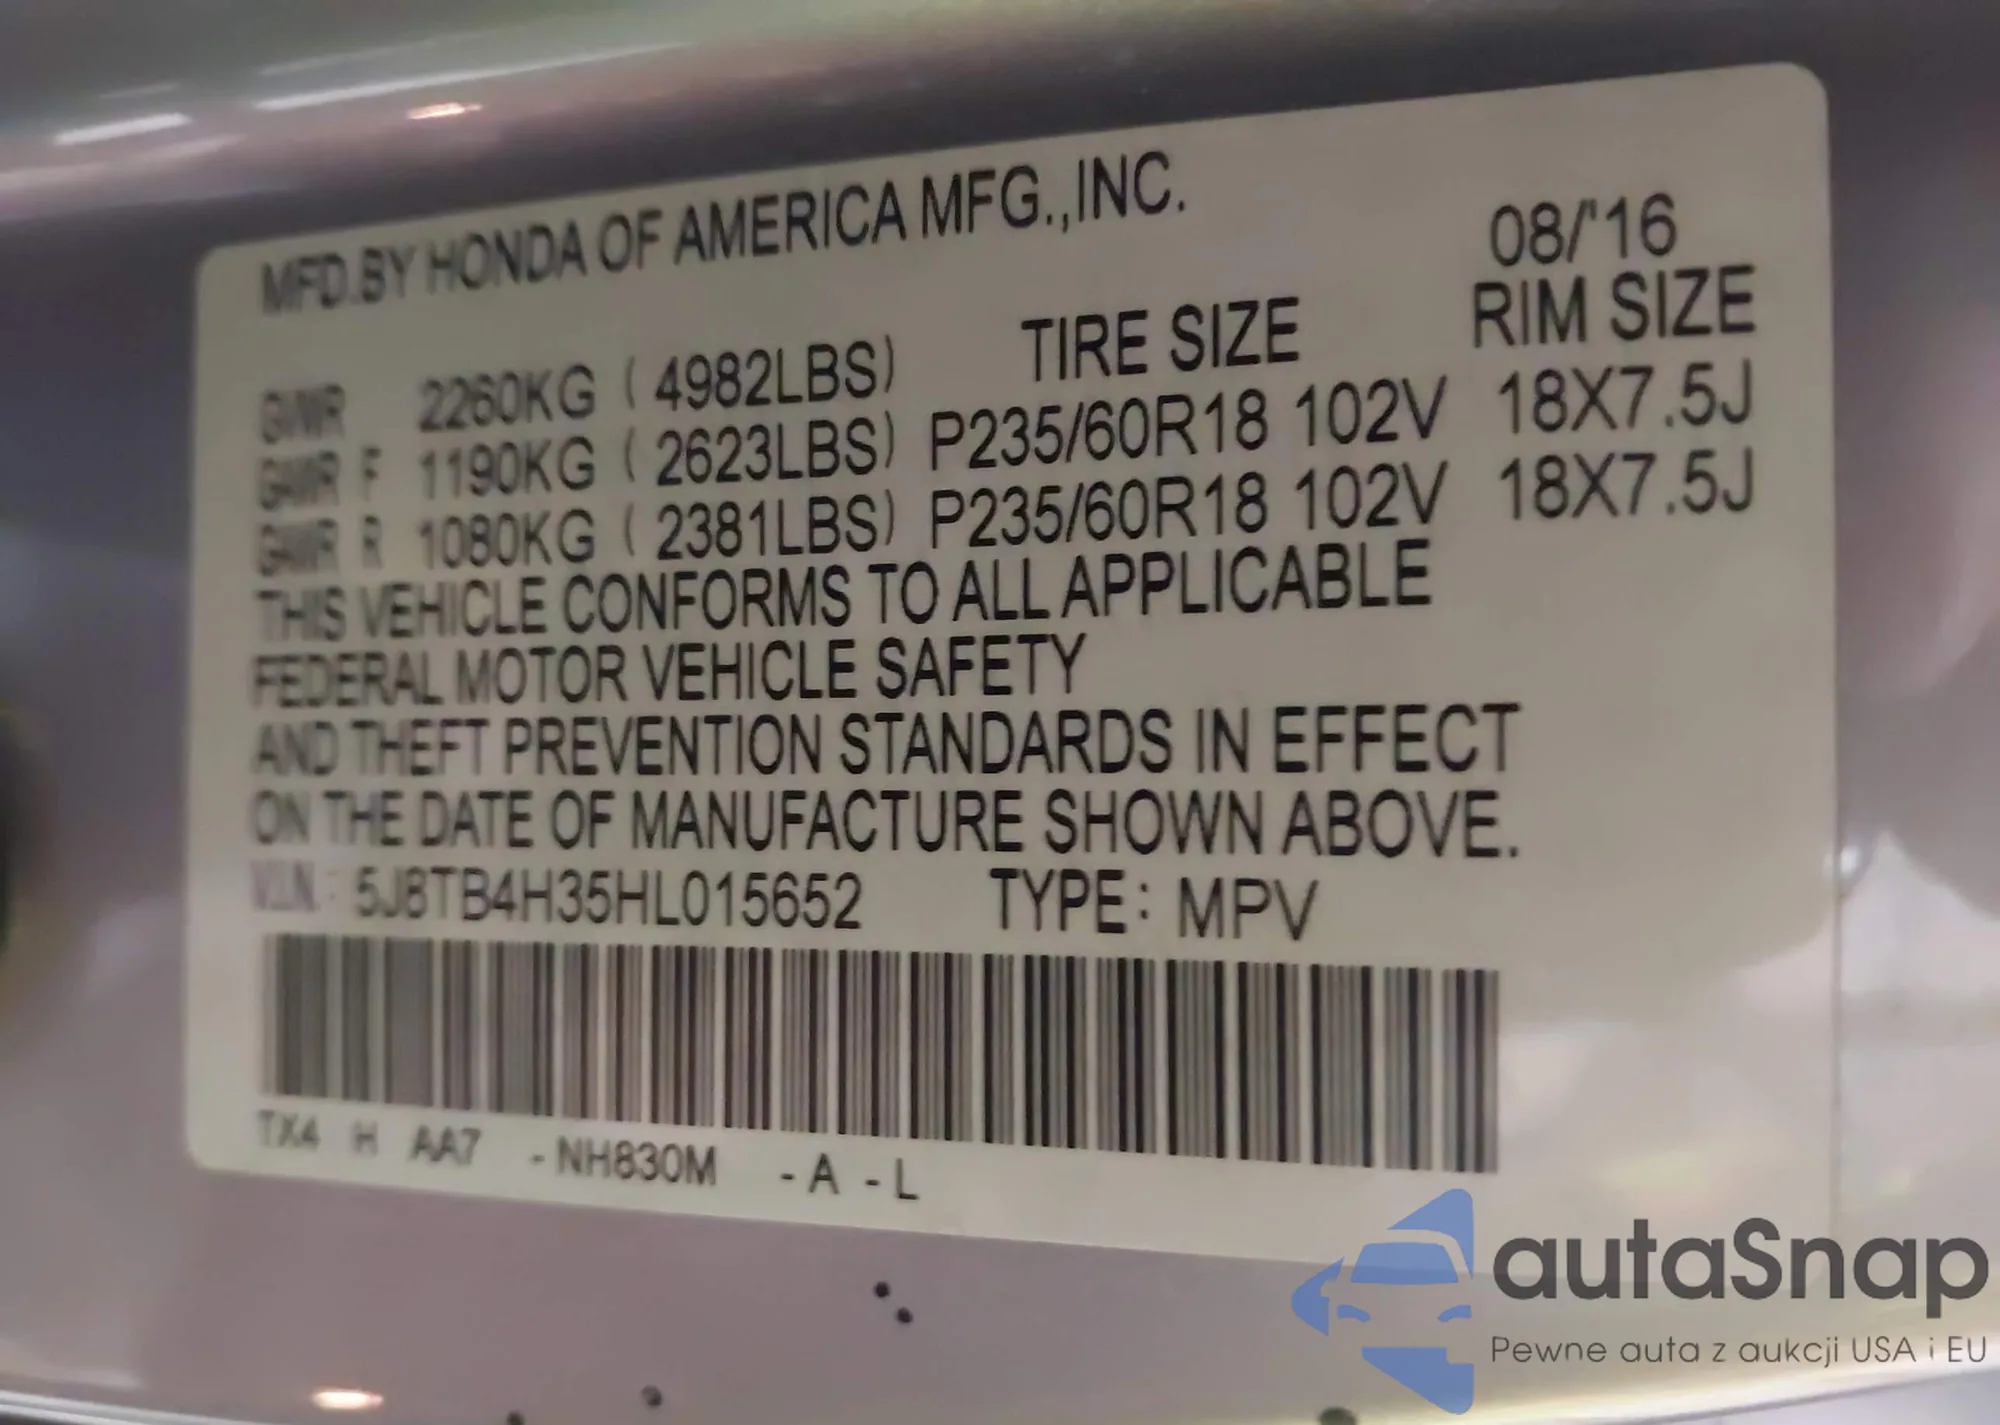 MFD.BY HONDA OF AMERICA MFG.,INC. 08/'16
TIRE SIZE RIM SIZE
GVWR 2260KG ( 4982LBS)
GAWR F 1190KG ( 2623LBS) P235/60R18 102V 18X7.5J
GAWR R 1080KG ( 2381LBS) P235/60R18 102V 18X7.5J
THIS VEHICLE CONFORMS TO ALL APPLICABLE
FEDERAL MOTOR VEHICLE SAFETY
AND THEFT PREVENTION STANDARDS IN EFFECT
ON THE DATE OF MANUFACTURE SHOWN ABOVE.
V.I.N.: 5J8TB4H35HL015652 TYPE: MPV
TX4 H AA7 -NH830M -A -L
autaSnap
Pewne auta z aukcji USA i EU